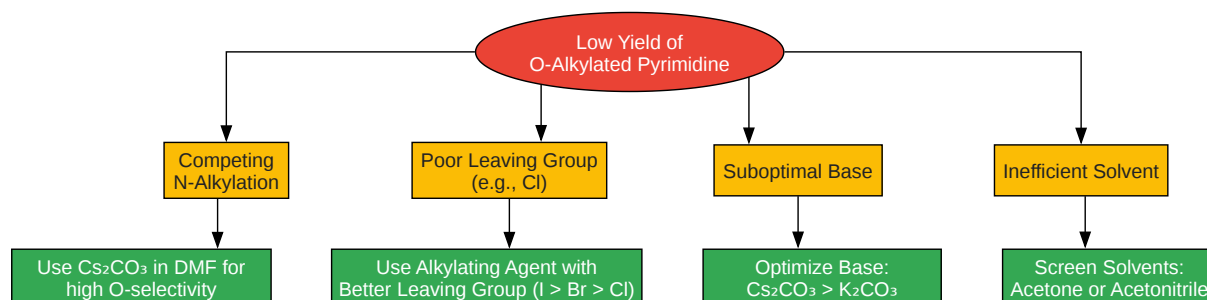 Low Yield of
O-Alkylated Pyrimidine
Competing
N-Alkylation
Poor Leaving Group
(e.g., Cl)
Suboptimal Base
Inefficient Solvent
Use Cs₂CO₃ in DMF for
high O-selectivity
Use Alkylating Agent with
Better Leaving Group (I > Br > Cl)
Optimize Base:
Cs₂CO₃ > K₂CO₃
Screen Solvents:
Acetone or Acetonitrile